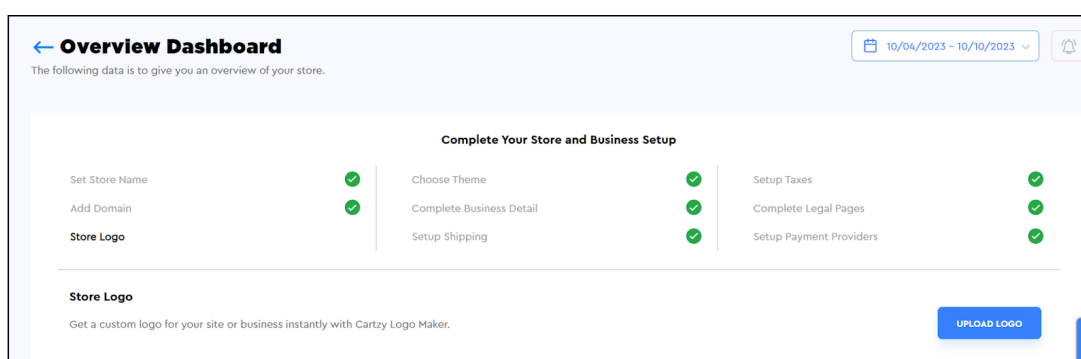 Overview Dashboard
10/04/2023 - 10/10/2023
The following data is to give you an overview of your store.
Complete Your Store and Business Setup
Set Store Name
Choose Theme
Setup Taxes
Add Domain
Complete Business Detail
Complete Legal Pages
Store Logo
Setup Shipping
Setup Payment Providers
Store Logo
Get a custom logo for your site or business instantly with Cartzy Logo Maker.
UPLOAD LOGO